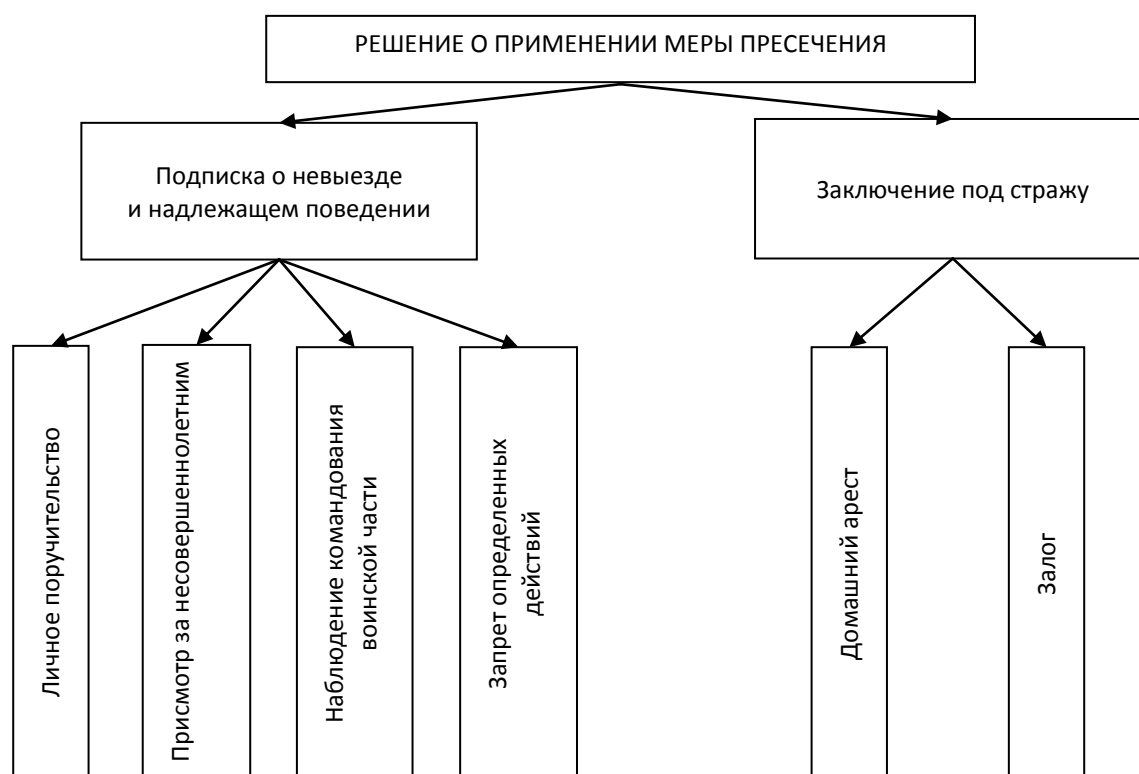 РЕШЕНИЕ О ПРИМЕНЕНИИ МЕРЫ ПРЕСЕЧЕНИЯ
Подписка о невыезде
и надлежащем поведении
Заключение под стражу
Личное поручительство
Присмотр за несовершеннолетним
Наблюдение командования
воинской части
Запрет определенных
действий
Домашний арест
Залог